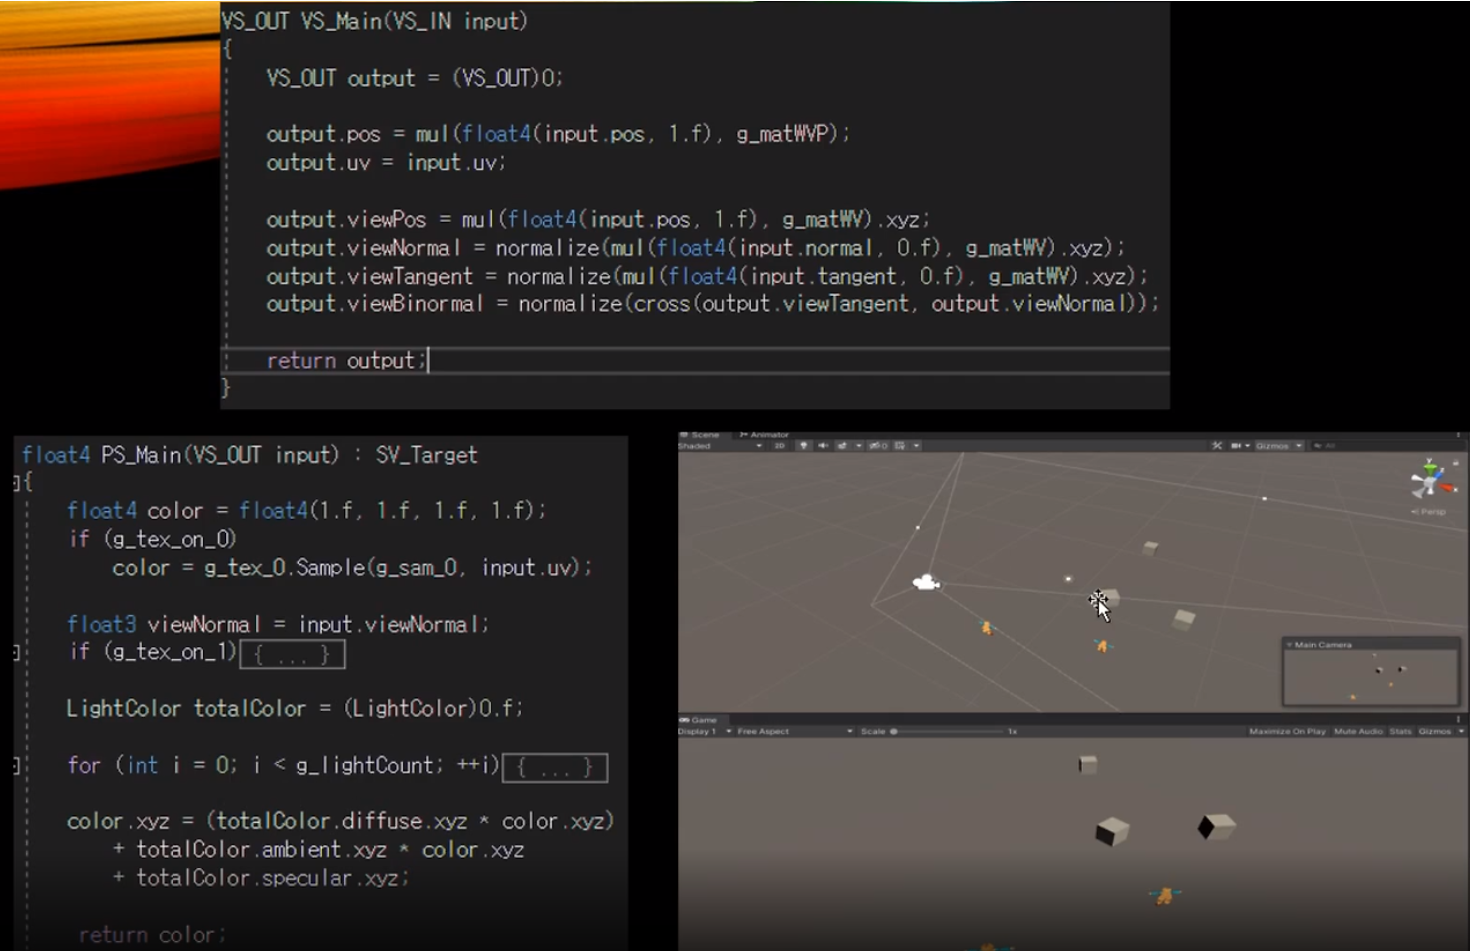 VS_OUT VS_Main(VS_IN input)
{
VS_OUT output = (VS_OUT)0;
output.pos = mul(float4(input.pos, 1.f), g_matWVP);
output.uv = input.uv;
output.viewPos = mul(float4(input.pos, 1.f), g_matWV).xyz;
output.viewNormal = normalize(mul(float4(input.normal, 0.f), g_matWV).xyz);
output.viewTangent = normalize(mul(float4(input.tangent, 0.f), g_matWV).xyz);
output.viewBinormal = normalize(cross(output.viewTangent, output.viewNormal));
return output;
}
float4 PS_Main(VS_OUT input) : SV_Target
{
float4 color = float4(1.f, 1.f, 1.f, 1.f);
if (g_tex_on_0)
color = g_tex_0.Sample(g_sam_0, input.uv);
float3 viewNormal = input.viewNormal;
if (g_tex_on_1){ ... }
LightColor totalColor = (LightColor)0.f;
for (int i = 0; i < g_lightCount; ++i){ ... }
color.xyz = (totalColor.diffuse.xyz * color.xyz)
+ totalColor.ambient.xyz * color.xyz
+ totalColor.specular.xyz;
return color;
Scene Animator
Shaded 2D Gizmos All
Persp
Main Camera
Game
Display 1 Free Aspect Scale 1x Maximize On Play Mute Audio Stats Gizmos